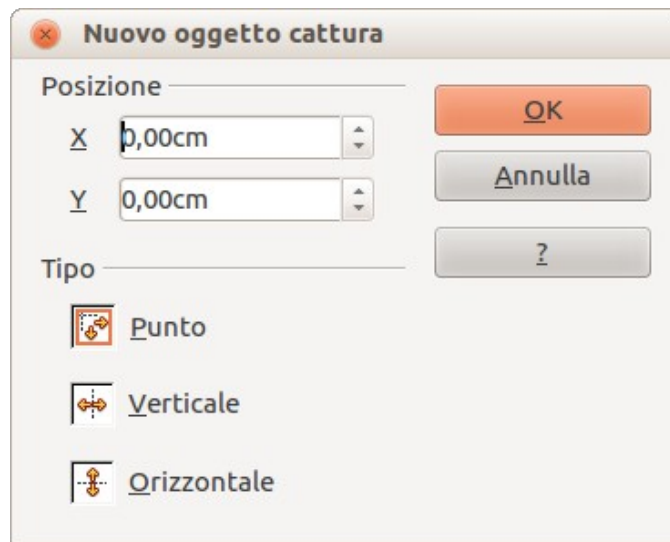 Nuovo oggetto cattura
Posizione
X 0,00cm
Y 0,00cm
OK
Annulla
?
Tipo
Punto
Verticale
Orizzontale